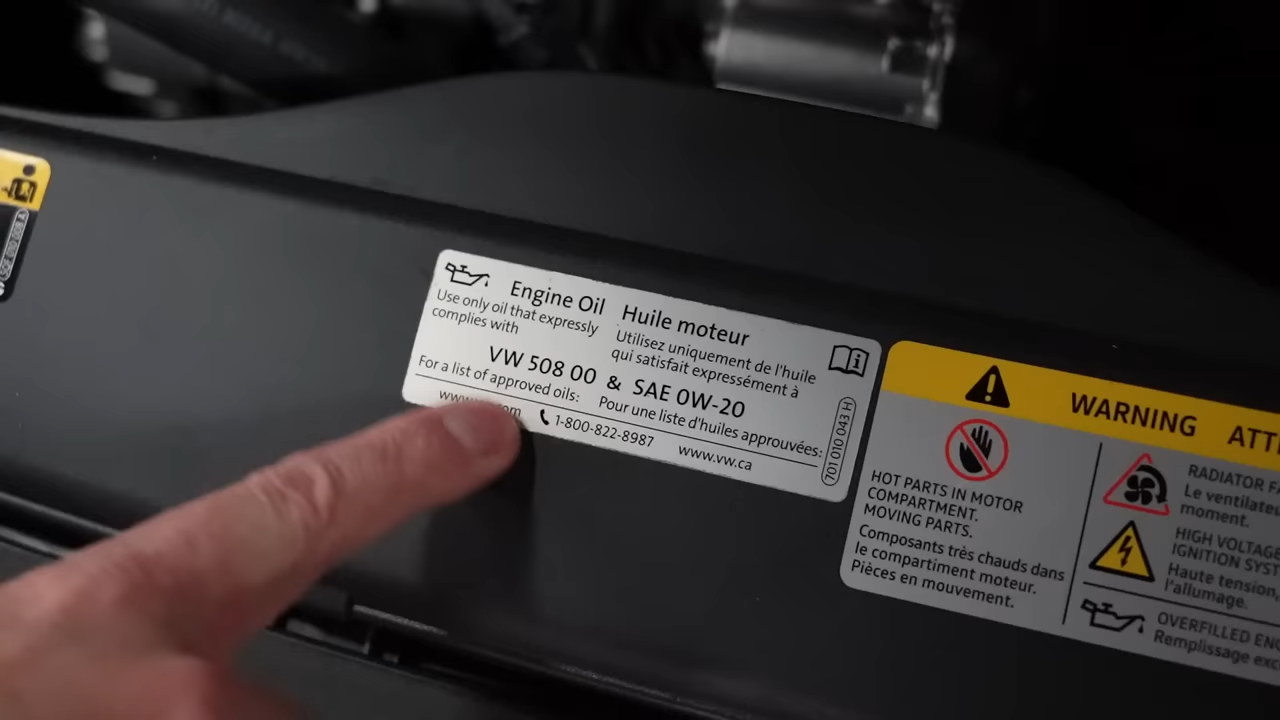 Engine Oil
Use only oil that expressly
complies with
Huile moteur
Utilisez uniquement de l'huile
qui satisfait expressément à
VW 508 00 & SAE 0W-20
For a list of approved oils:
Pour une liste d'huiles approuvées:
1-800-822-8987
www.vw.ca
701 010 043 H
WARNING
HOT PARTS IN MOTOR
COMPARTMENT.
MOVING PARTS.
Composants très chauds dans
le compartiment moteur.
Pièces en mouvement.
RADIATOR
Le ventilateur
moment.
HIGH VOLTAGE
IGNITION
Haute tension,
l'allumage.
OVERFILLED
Remplissage